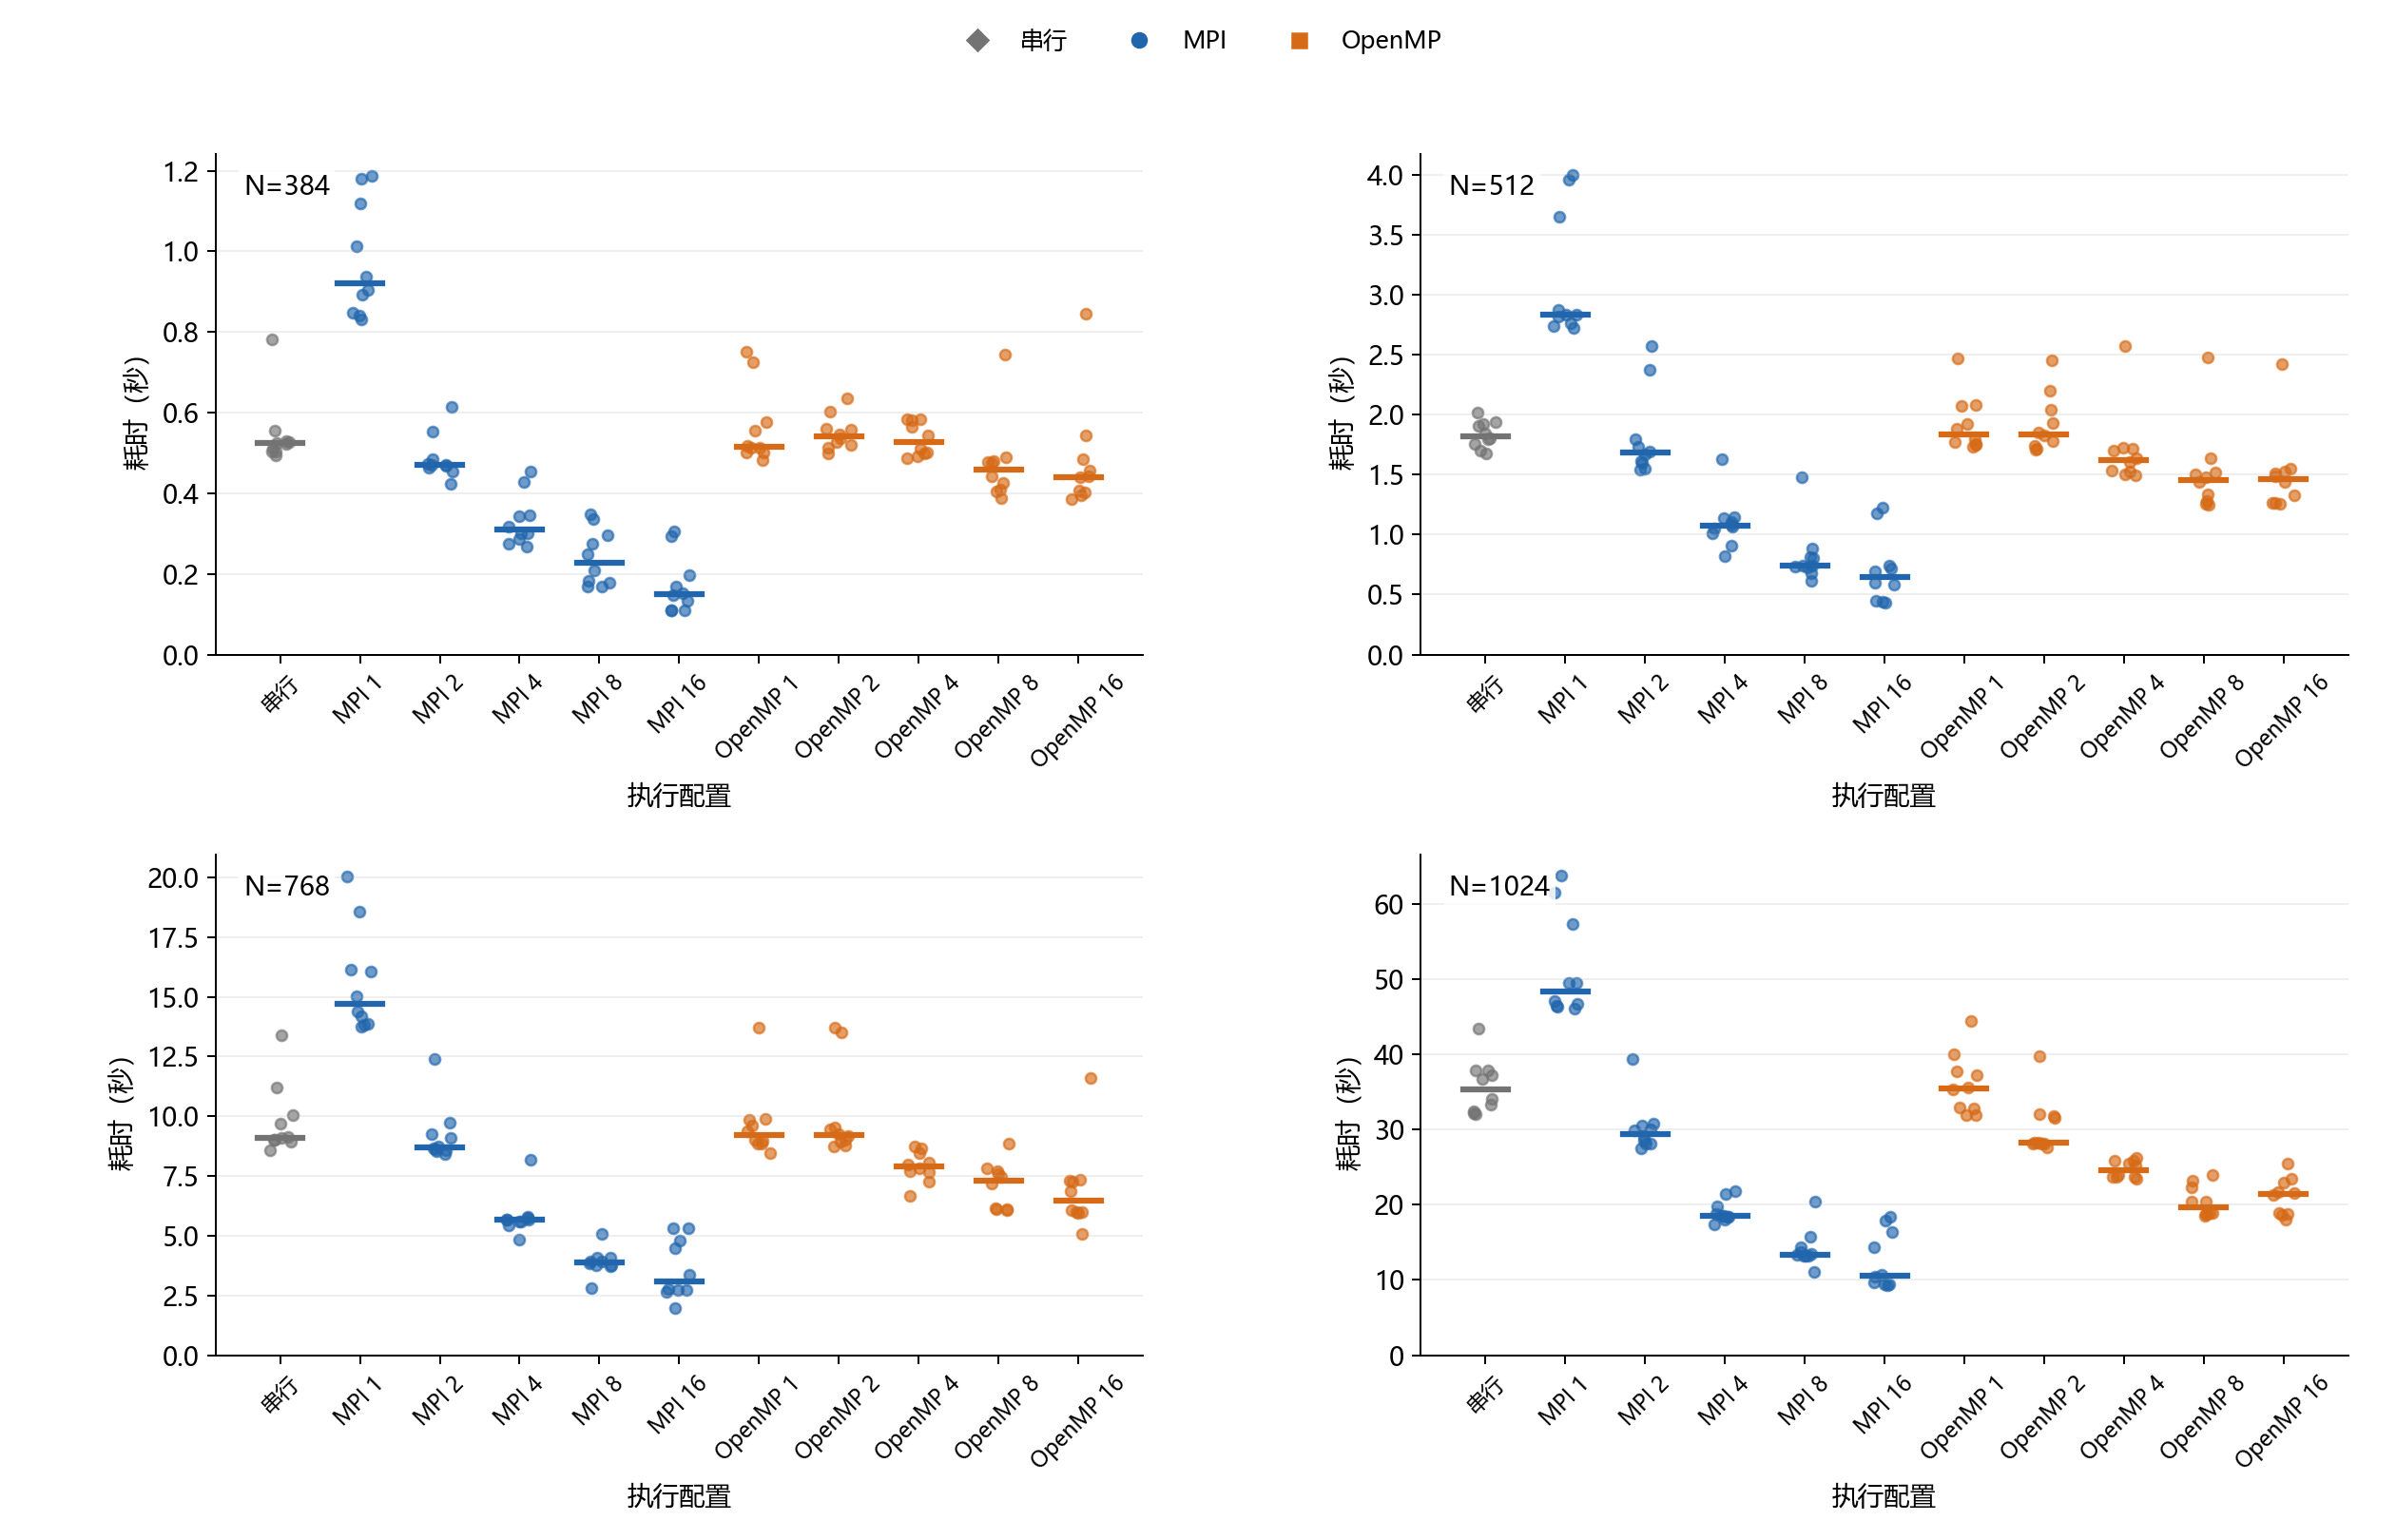 串行 MPI OpenMP
N=384
耗时（秒）
1.2
1.0
0.8
0.6
0.4
0.2
0.0
串行 MPI 1 MPI 2 MPI 4 MPI 8 MPI 16 OpenMP 1 OpenMP 2 OpenMP 4 OpenMP 8 OpenMP 16
执行配置
N=512
耗时（秒）
4.0
3.5
3.0
2.5
2.0
1.5
1.0
0.5
0.0
串行 MPI 1 MPI 2 MPI 4 MPI 8 MPI 16 OpenMP 1 OpenMP 2 OpenMP 4 OpenMP 8 OpenMP 16
执行配置
N=768
耗时（秒）
20.0
17.5
15.0
12.5
10.0
7.5
5.0
2.5
0.0
串行 MPI 1 MPI 2 MPI 4 MPI 8 MPI 16 OpenMP 1 OpenMP 2 OpenMP 4 OpenMP 8 OpenMP 16
执行配置
N=1024
耗时（秒）
60
50
40
30
20
10
0
串行 MPI 1 MPI 2 MPI 4 MPI 8 MPI 16 OpenMP 1 OpenMP 2 OpenMP 4 OpenMP 8 OpenMP 16
执行配置